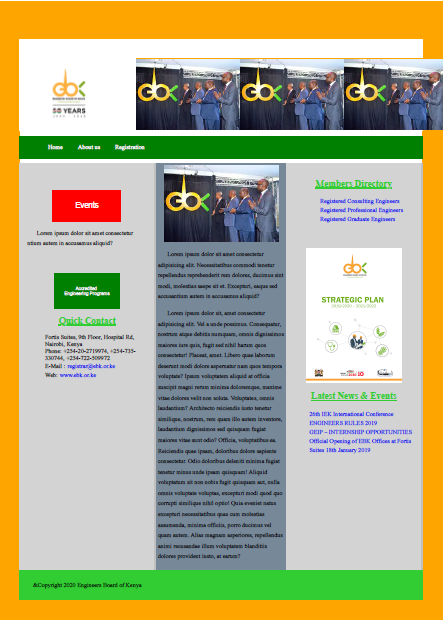 EBK
50 YEARS
Home About us Registration
Events
Lorem ipsum dolor sit amet consectetur
ntium autem in accusamus aliquid?
Accredited
Engineering Programs
Quick Contact
Fortis Suites, 9th Floor, Hospital Rd,
Nairobi, Kenya
Phone: +254-20-2719974, +254-735-
330744, +254-722-509972
E-Mail : registrar@ebk.or.ke
Web: www.ebk.or.ke
Lorem ipsum dolor sit amet consectetur
adipisicing elit. Necessitatibus commodi tenetur
repellendus reprehenderit rem dolores, ducimus sint
modi, molestias saepe sit et. Excepturi, eaque sed
accusantium autem in accusamus aliquid?
Lorem ipsum dolor sit amet, consectetur
adipisicing elit. Vel a unde possimus. Consequatur,
nostrum atque debitis numquam, omnis dignissimos
maiores iure quis, fugit sed nihil harum quos
consectetur? Placeat, amet. Libero quae laborum
deserunt modi dolore aspernatur nam quos tempora
voluptate? Ipsum voluptatem aliquid at officiis
suscipit magni rerum minima doloremque, maxime
vitae dolores velit non soluta. Voluptates, omnis
laudantium? Architecto reiciendis iusto tenetur
similique, nostrum, rem quasi illo autem inventore,
laudantium dignissimos sed quisquam fugiat
maiores vitae sint odio? Officia, voluptatibus ea.
Reiciendis quae ipsam, doloribus dolore sapiente
consectetur. Odio doloribus deleniti minima fugiat
tenetur minus unde ipsam quisquam! Aliquid
voluptatum sit non nobis fugit quisquam aut, nulla
omnis voluptate voluptas, excepturi modi quod quo
corrupti similique nihil optio! Quia eveniet natus
excepturi necessitatibus quas cum molestias
assumenda, minima officiis, porro ducimus vel
quam autem. Alias magnam asperiores, repellendus
animi recusandae illum voluptatem blanditiis
dolores provident iusto, at earum?
Members Directory
Registered Consulting Engineers
Registered Professional Engineers
Registered Graduate Engineers
STRATEGIC PLAN
Latest News & Events
26th IEK International Conference
ENGINEERS RULES 2019
GEIP – INTERNSHIP OPPORTUNITIES
Official Opening of EBK Offices at Fortis
Suites 18th January 2019
&Copyright 2020 Engineers Board of Kenya